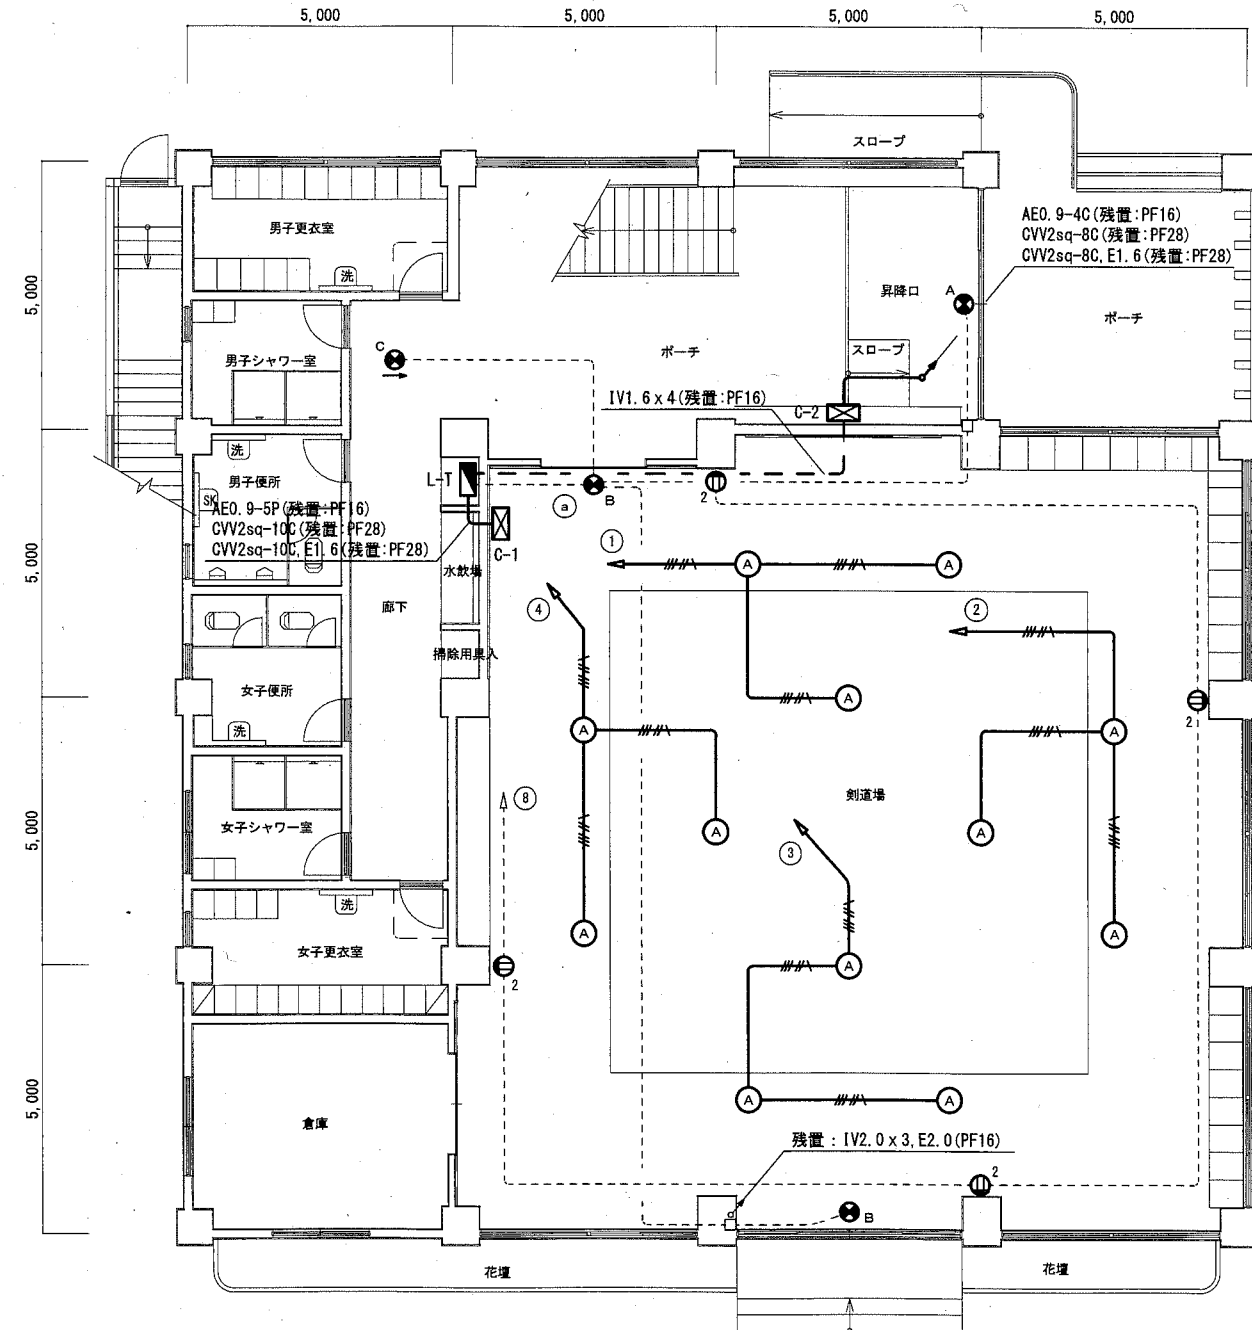 5,000
5,000
5,000
5,000
スロープ
AE0.9-4C(残置:PF16)
CVV2sq-8C(残置:PF28)
CVV2sq-8C,E1.6(残置:PF28)
男子更衣室
洗
5,000
昇降口
A
ポーチ
男子シャワー室
C
ポーチ
スロープ
IV1.6x4(残置:PF16)
C-2
洗
男子便所
L-T
SK
a
B
2
AE0.9-5P(残置:PF16)
CVV2sq-10C(残置:PF28)
CVV2sq-10C,E1.6(残置:PF28)
C-1
1
5,000
水飲場
A
A
廊下
4
2
掃除用具入
女子便所
A
洗
A
A
2
8
剣道場
女子シャワー室
5,000
A
A
3
洗
女子更衣室
A
A
A
2
倉庫
5,000
A
A
残置:IV2.0x3,E2.0(PF16)
2
B
花壇
花壇